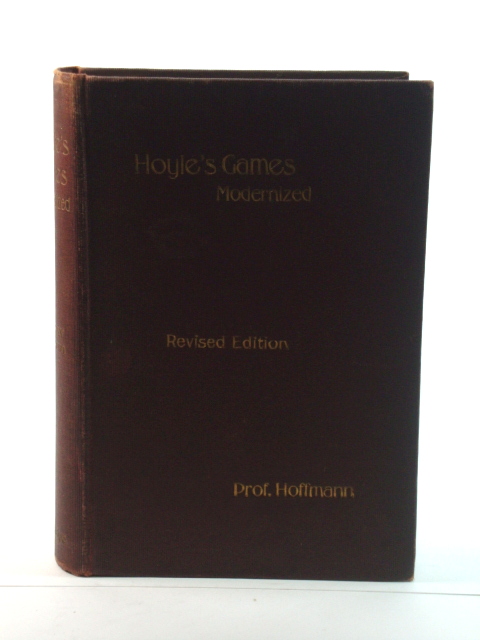 Hoyle's Games
Modernized
Revised Edition
Prof. Hoffmann